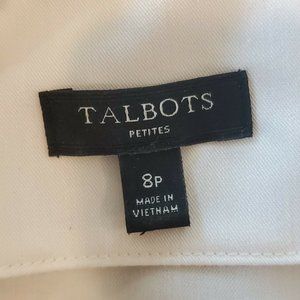 TALBOTS
PETITES
8P
MADE IN
VIETNAM